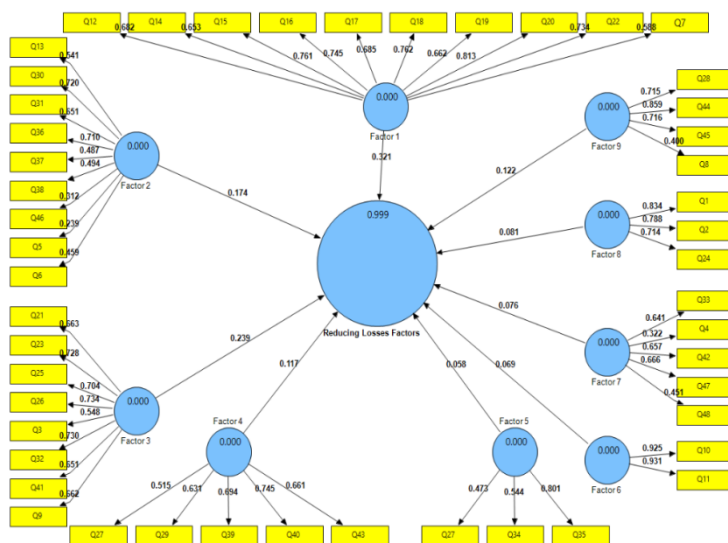 Q12
Q14
Q15
Q16
Q17
Q18
Q19
Q20
Q22
Q7
0.682
0.653
0.761
0.745
0.685
0.762
0.662
0.813
0.734
0.588
0.000
Factor 1
0.321
Q13
Q30
Q31
Q36
Q37
Q38
Q46
Q5
Q6
0.541
0.720
0.651
0.710
0.487
0.494
0.312
0.239
0.459
0.000
Factor 2
0.174
Q28
Q44
Q45
Q8
0.715
0.859
0.716
0.400
0.000
Factor 9
0.122
0.999
Reducing Losses Factors
Q1
Q2
Q24
0.834
0.788
0.714
0.000
Factor 8
0.081
Q33
Q4
Q42
Q47
Q48
0.641
0.322
0.657
0.666
0.451
0.000
Factor 7
0.076
Q21
Q23
Q25
Q26
Q3
Q32
Q41
Q9
0.663
0.728
0.704
0.734
0.548
0.730
0.651
0.662
0.000
Factor 3
0.239
Factor 4
0.000
0.117
0.515
0.631
0.694
0.745
0.661
Q27
Q29
Q39
Q40
Q43
Factor 5
0.000
0.058
0.473
0.544
0.801
Q27
Q34
Q35
0.069
0.000
Factor 6
0.925
0.931
Q10
Q11